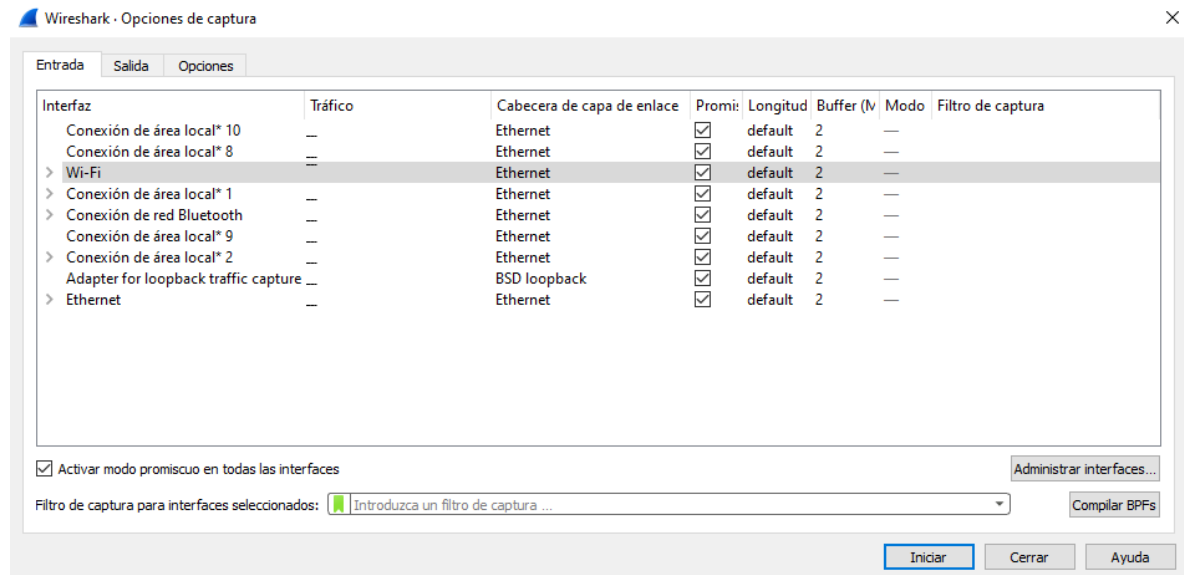 Wireshark · Opciones de captura
Entrada Salida Opciones
Interfaz Tráfico Cabecera de capa de enlace Promis Longitud Buffer (M Modo Filtro de captura
Conexión de área local* 10 Ethernet default 2 —
Conexión de área local* 8 Ethernet default 2 —
Wi-Fi Ethernet default 2 —
Conexión de área local* 1 Ethernet default 2 —
Conexión de red Bluetooth Ethernet default 2 —
Conexión de área local* 9 Ethernet default 2 —
Conexión de área local* 2 Ethernet default 2 —
Adapter for loopback traffic capture BSD loopback default 2 —
Ethernet Ethernet default 2 —
Activar modo promiscuo en todas las interfaces Administrar interfaces...
Filtro de captura para interfaces seleccionados: Introduzca un filtro de captura ... Compilar BPFs
Iniciar Cerrar Ayuda